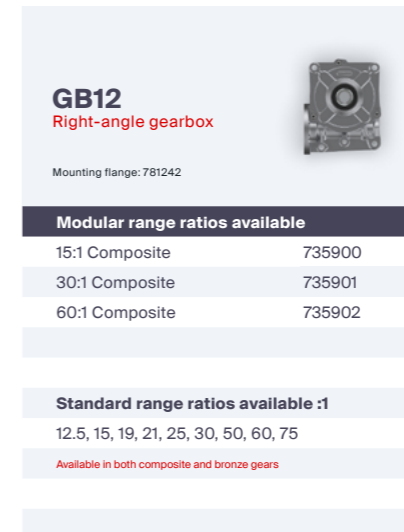 GB12
Right-angle gearbox
Mounting flange: 781242
Modular range ratios available
15:1 Composite 735900
30:1 Composite 735901
60:1 Composite 735902
Standard range ratios available :1
12.5, 15, 19, 21, 25, 30, 50, 60, 75
Available in both composite and bronze gears